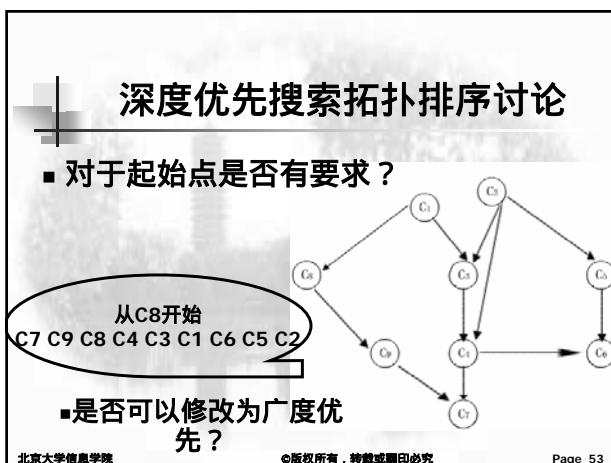 深度优先搜索拓扑排序讨论
■ 对于起始点是否有要求？
C1
C2
C8
C3
C5
从C8开始
C7 C9 C8 C4 C3 C1 C6 C5 C2
C9
C4
C6
C7
■是否可以修改为广度优
先？
北京大学信息学院
©版权所有，转载或翻印必究
Page 53